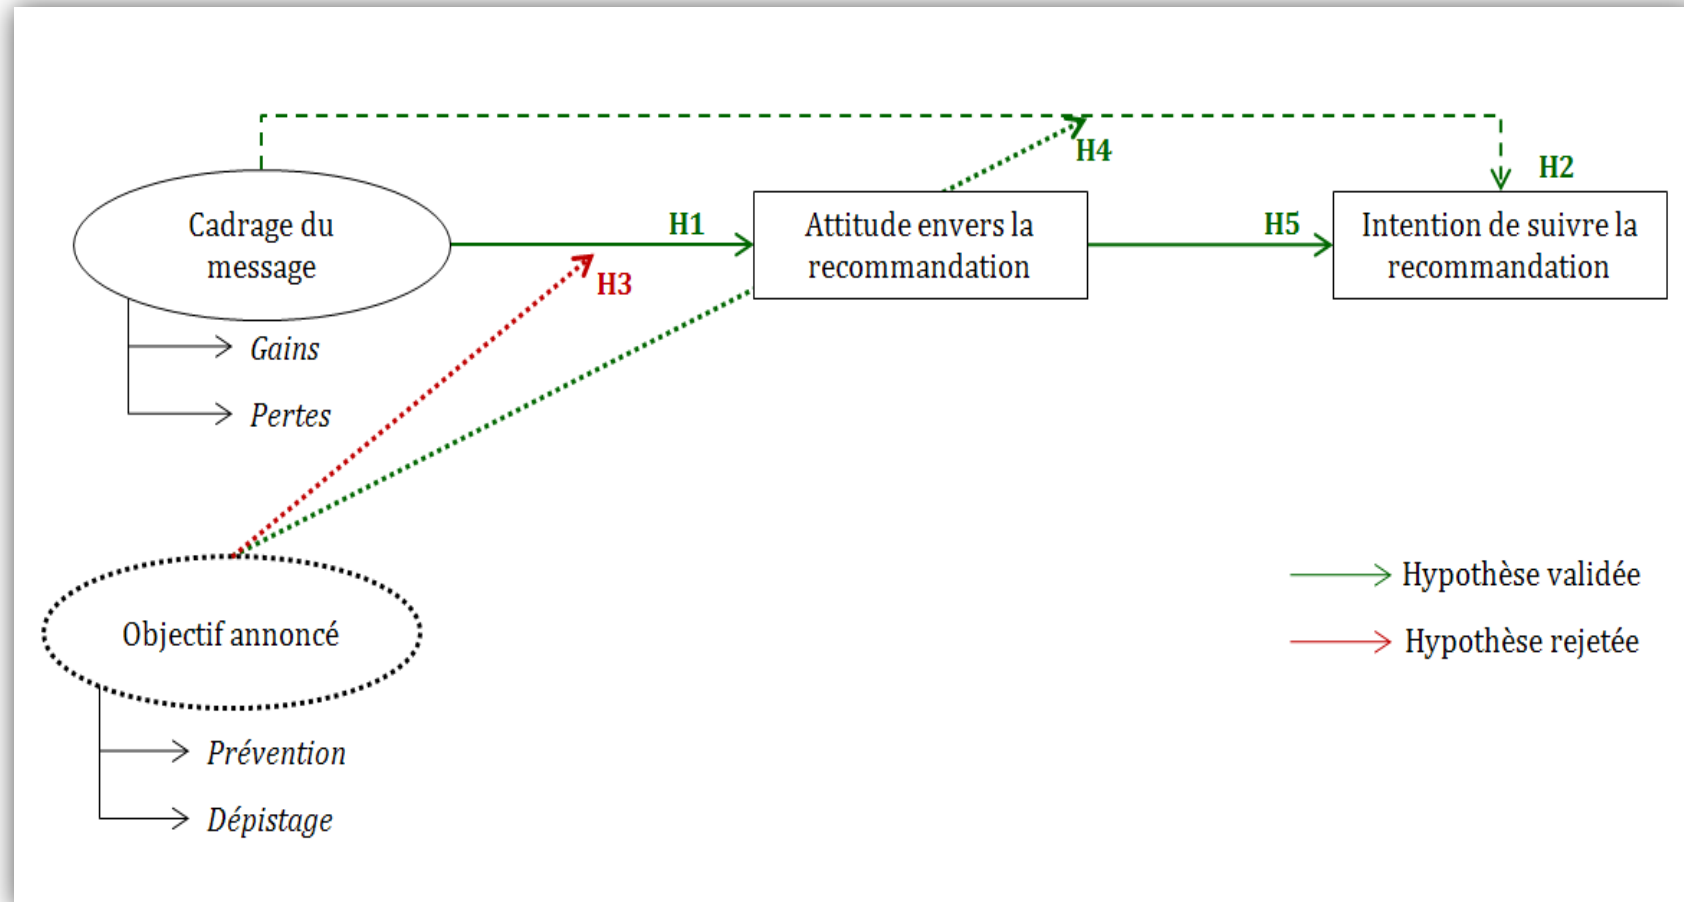 H4
H2
Cadrage du
message
H1
Attitude envers la
recommandation
H5
Intention de suivre la
recommandation
H3
Gains
Pertes
Objectif annoncé
Prévention
Dépistage
Hypothèse validée
Hypothèse rejetée